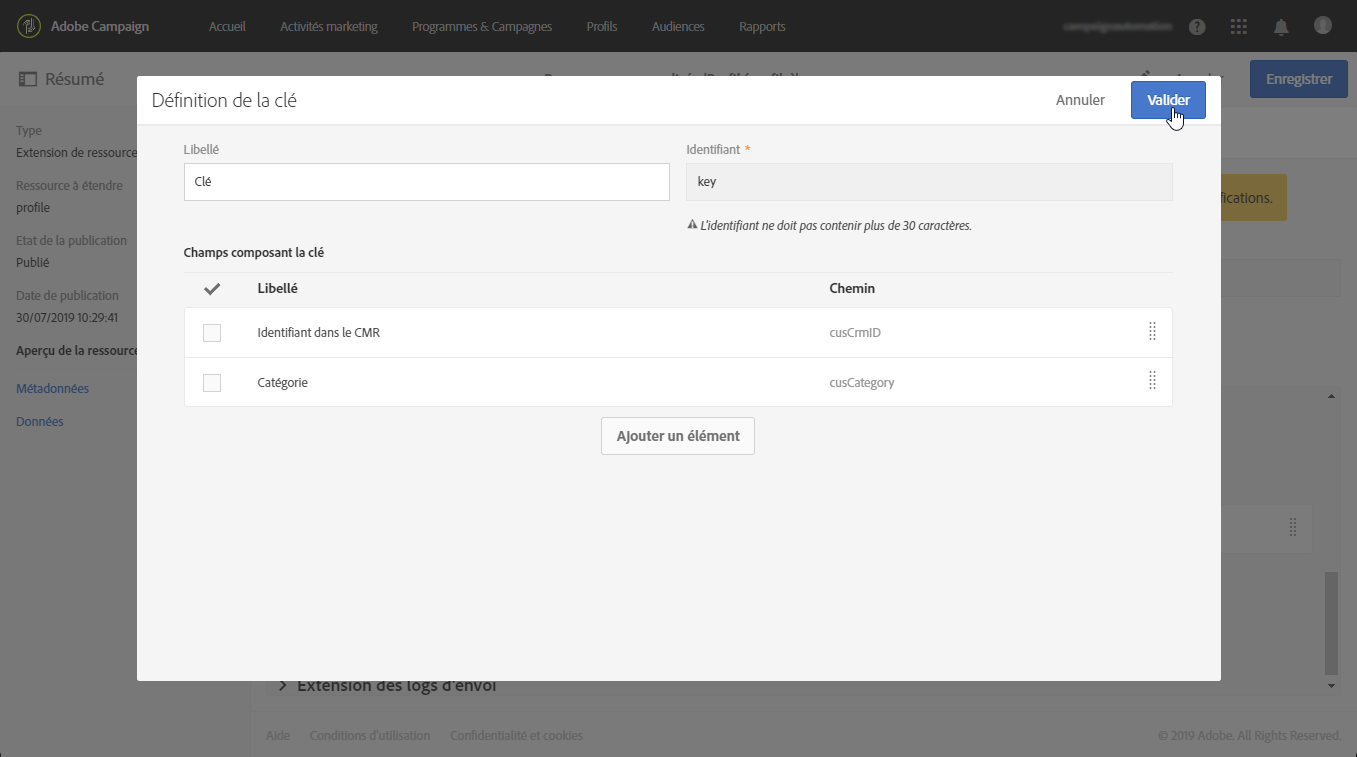 Adobe Campaign
Accueil
Activités marketing
Programmes & Campagnes
Profils
Audiences
Rapports
Résumé
Enregistrer
Définition de la clé
Annuler
Valider
Type
Extension de ressource
Ressource à étendre
profile
Etat de la publication
Publié
Date de publication
30/07/2019 10:29:41
Aperçu de la ressource
Métadonnées
Données
Libellé
Clé
Identifiant *
key
L'identifiant ne doit pas contenir plus de 30 caractères.
fications.
Champs composant la clé
Libellé
Chemin
Identifiant dans le CMR
cusCrmID
Catégorie
cusCategory
Ajouter un élément
Extension des logs d'envoi
Aide
Conditions d'utilisation
Confidentialité et cookies
© 2019 Adobe. All Rights Reserved.